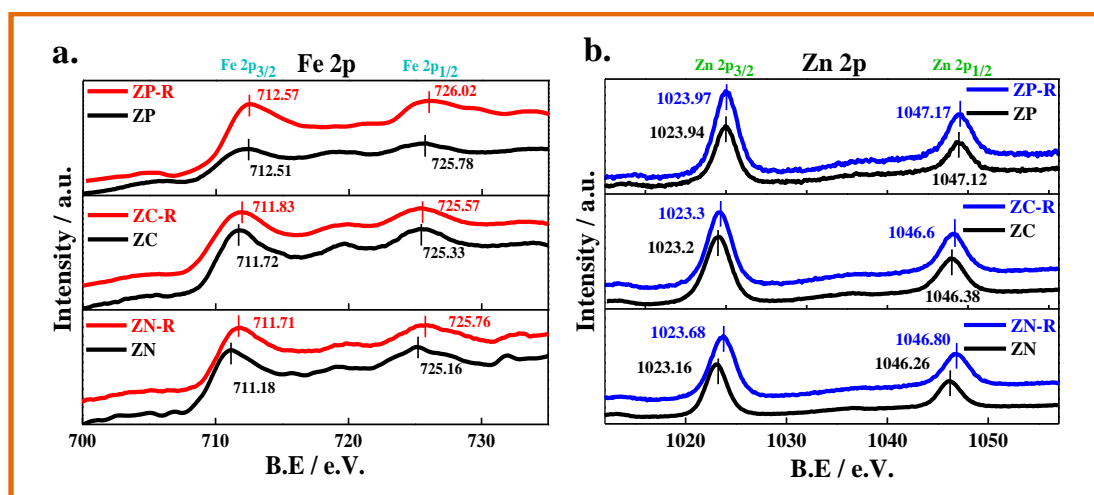 a.
Fe 2p3/2 Fe 2p Fe 2p1/2
ZP-R
ZP
712.57
726.02
712.51
725.78
ZC-R
ZC
711.83
725.57
711.72
725.33
ZN-R
ZN
711.71
725.76
711.18
725.16
Intensity / a.u.
700 710 720 730
B.E / e.V.
b.
Zn 2p3/2 Zn 2p Zn 2p1/2
ZP-R
ZP
1023.97
1047.17
1023.94
1047.12
ZC-R
ZC
1023.3
1046.6
1023.2
1046.38
ZN-R
ZN
1023.68
1046.80
1023.16
1046.26
Intensity / a.u.
1020 1030 1040 1050
B.E / e.V.